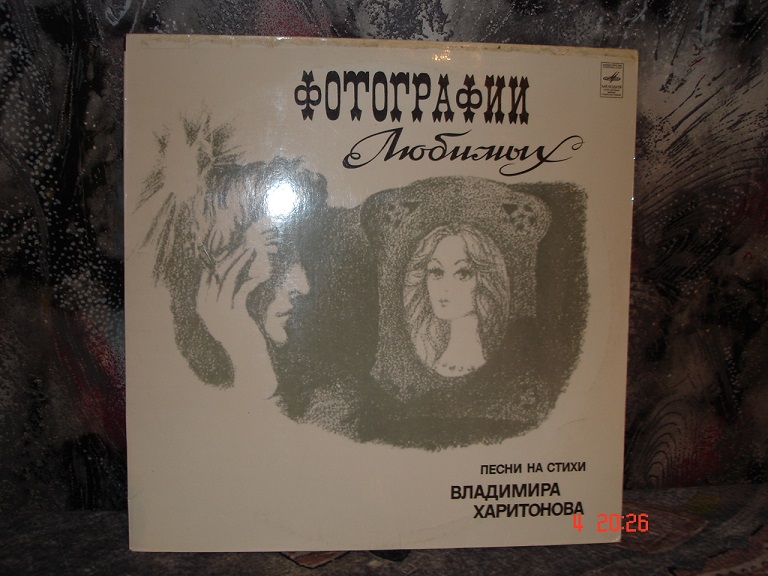 ФОТОГРАФИИ
Любимых
ПЕСНИ НА СТИХИ
ВЛАДИМИРА
ХАРИТОНОВА
4 20:26